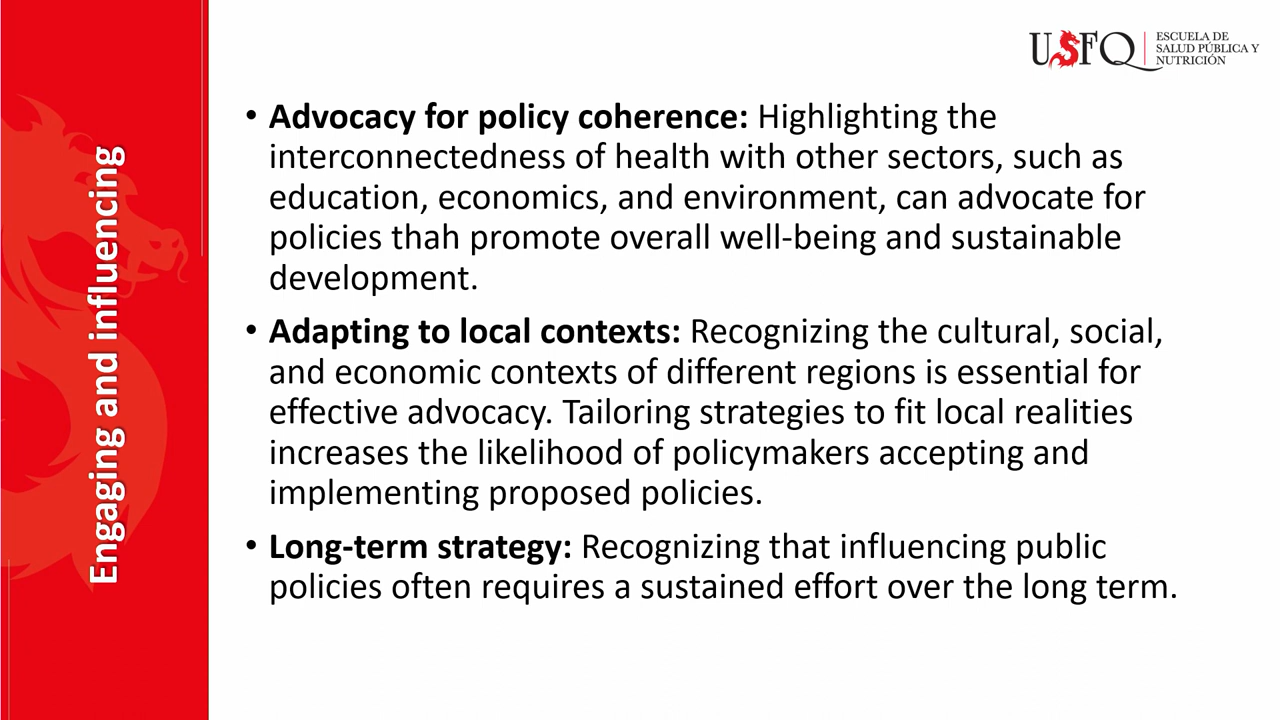 USFQ
ESCUELA DE
SALUD PÚBLICA Y
NUTRICIÓN
Engaging and influencing
• Advocacy for policy coherence: Highlighting the
interconnectedness of health with other sectors, such as
education, economics, and environment, can advocate for
policies thah promote overall well-being and sustainable
development.
• Adapting to local contexts: Recognizing the cultural, social,
and economic contexts of different regions is essential for
effective advocacy. Tailoring strategies to fit local realities
increases the likelihood of policymakers accepting and
implementing proposed policies.
• Long-term strategy: Recognizing that influencing public
policies often requires a sustained effort over the long term.